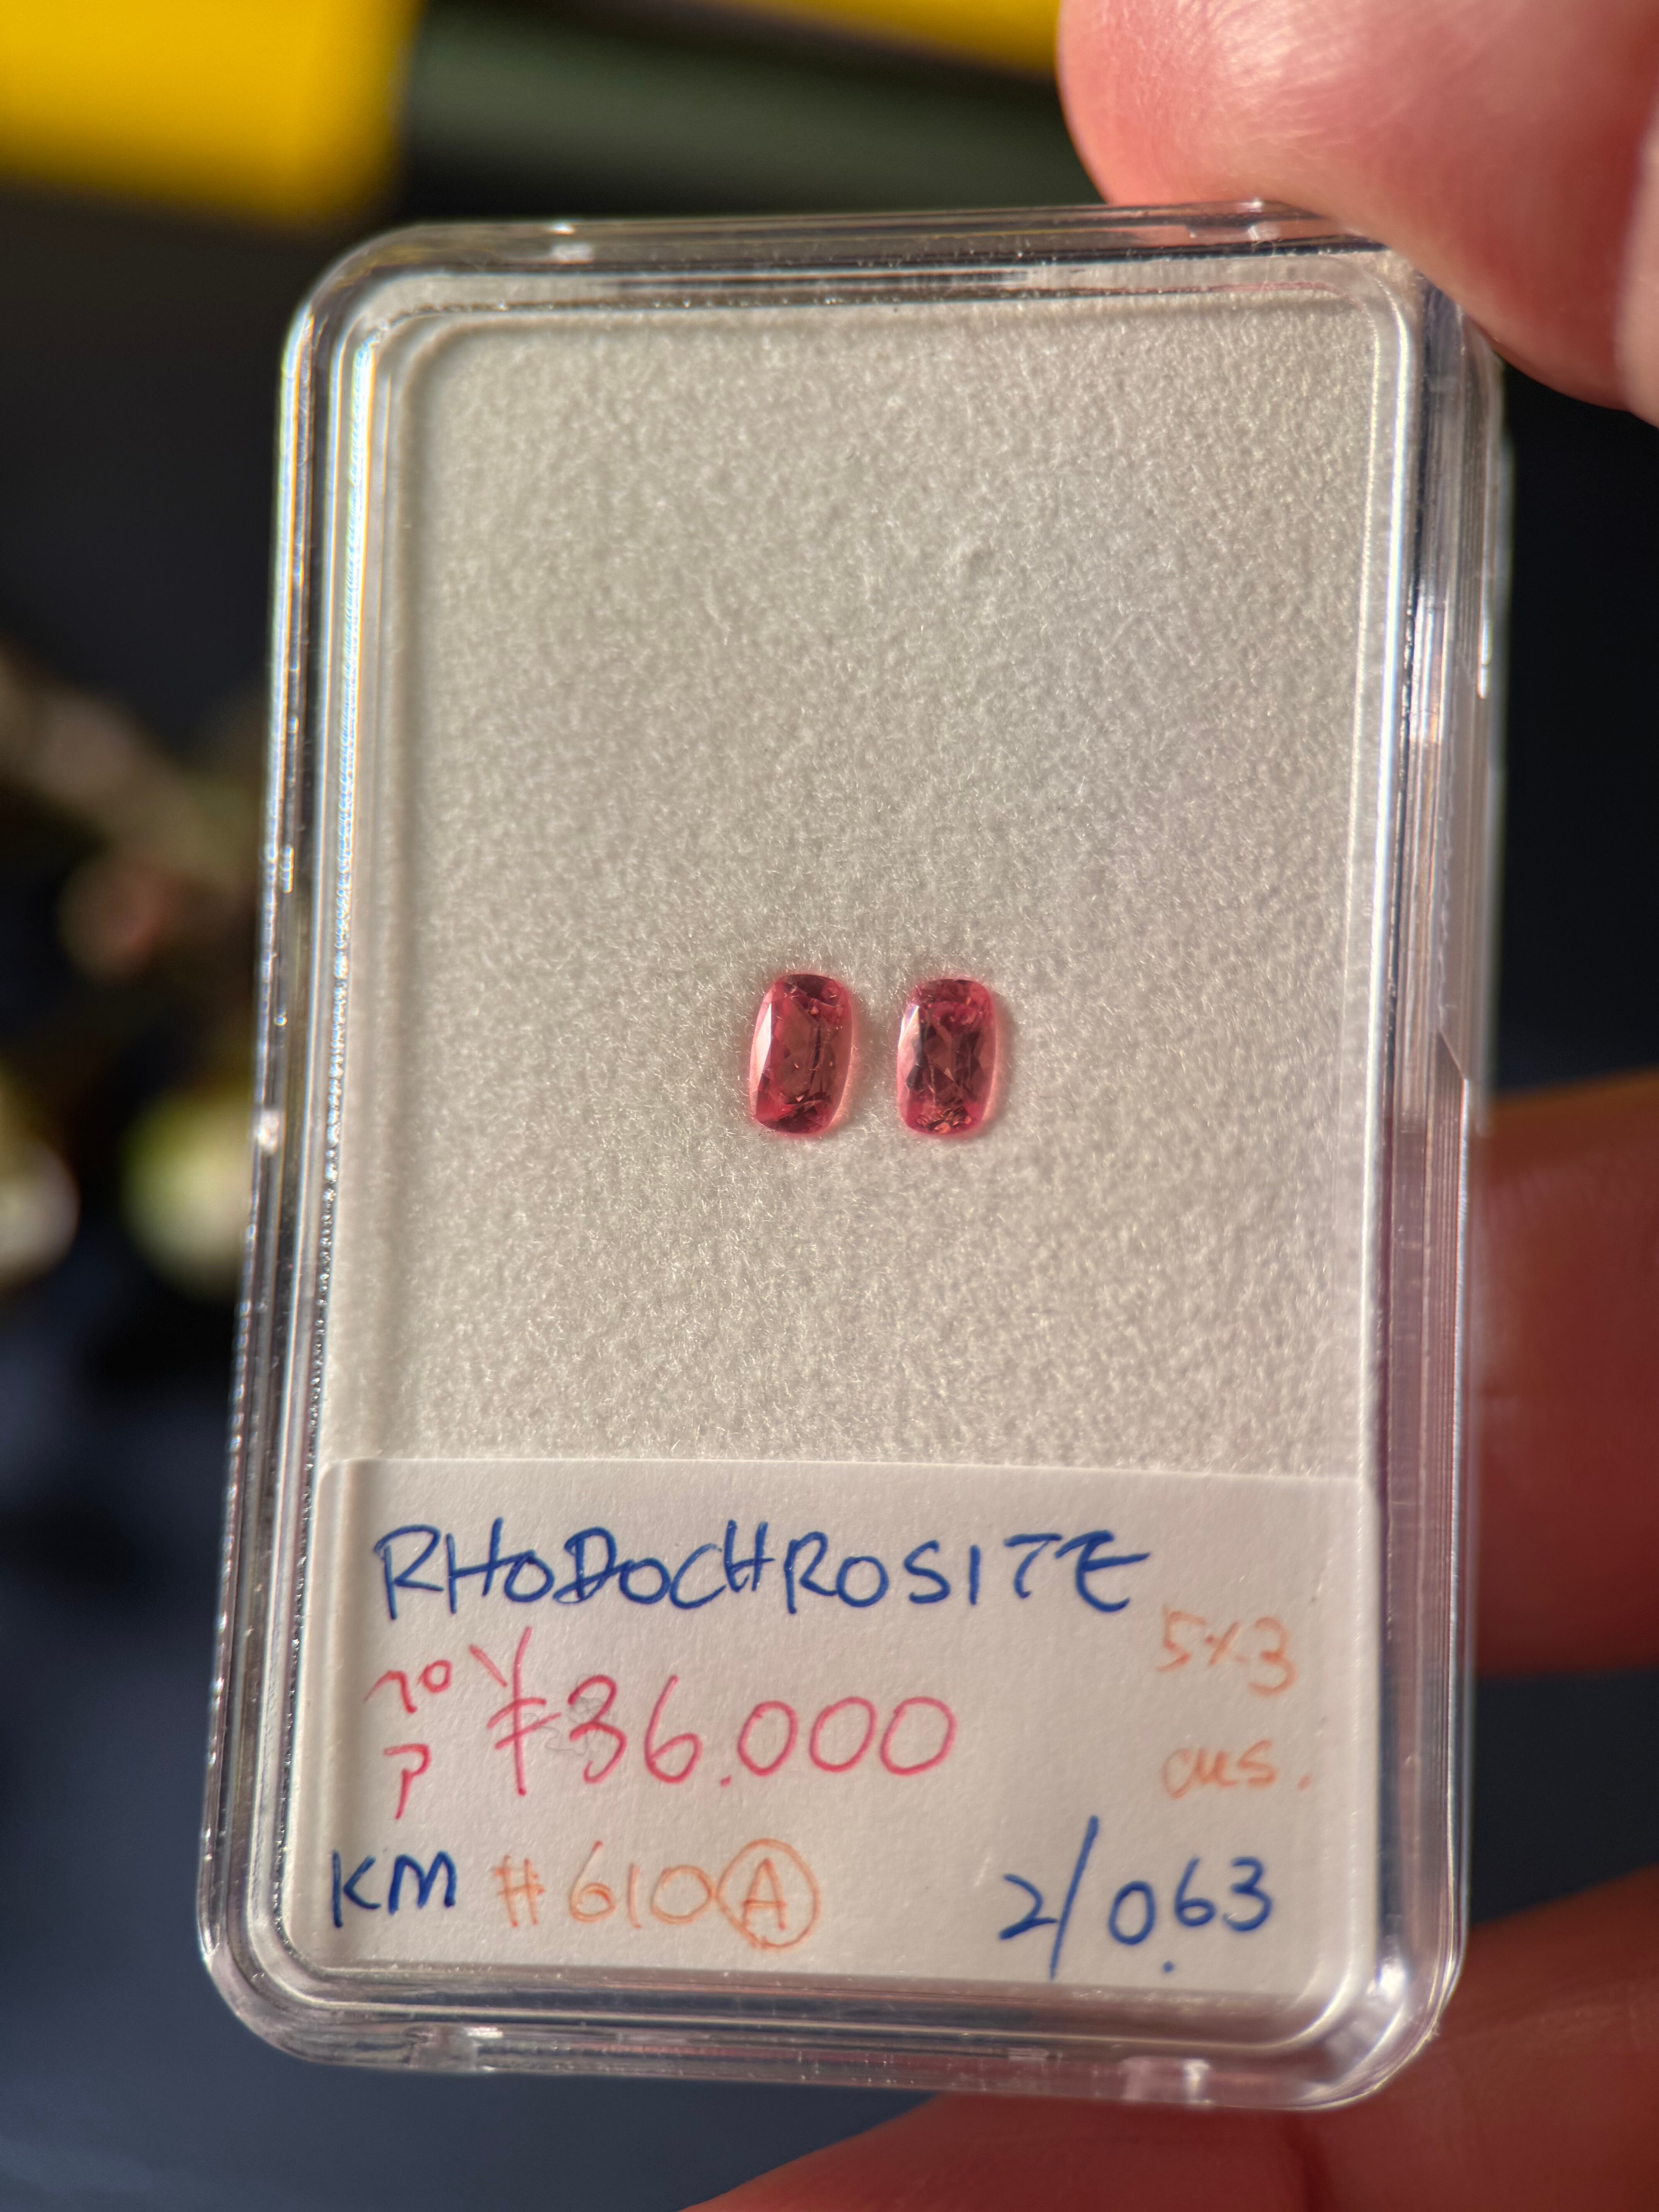 RHODOCHROSITE
5×3
ペア ¥36.000
cus.
KM #610Ⓐ 2/0.63